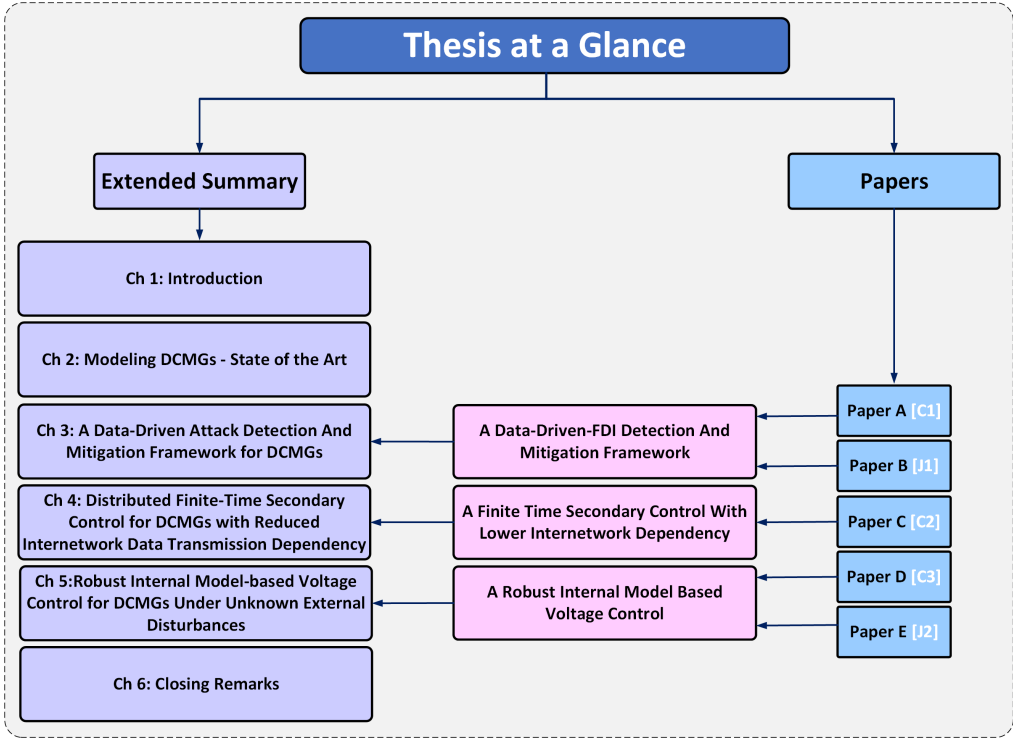 Thesis at a Glance
Extended Summary
Papers
Ch 1: Introduction
Ch 2: Modeling DCMGs - State of the Art
Ch 3: A Data-Driven Attack Detection And
Mitigation Framework for DCMGs
Ch 4: Distributed Finite-Time Secondary
Control for DCMGs with Reduced
Internetwork Data Transmission Dependency
Ch 5:Robust Internal Model-based Voltage
Control for DCMGs Under Unknown External
Disturbances
Ch 6: Closing Remarks
A Data-Driven-FDI Detection And
Mitigation Framework
A Finite Time Secondary Control With
Lower Internetwork Dependency
A Robust Internal Model Based
Voltage Control
Paper A [C1]
Paper B [J1]
Paper C [C2]
Paper D [C3]
Paper E [J2]